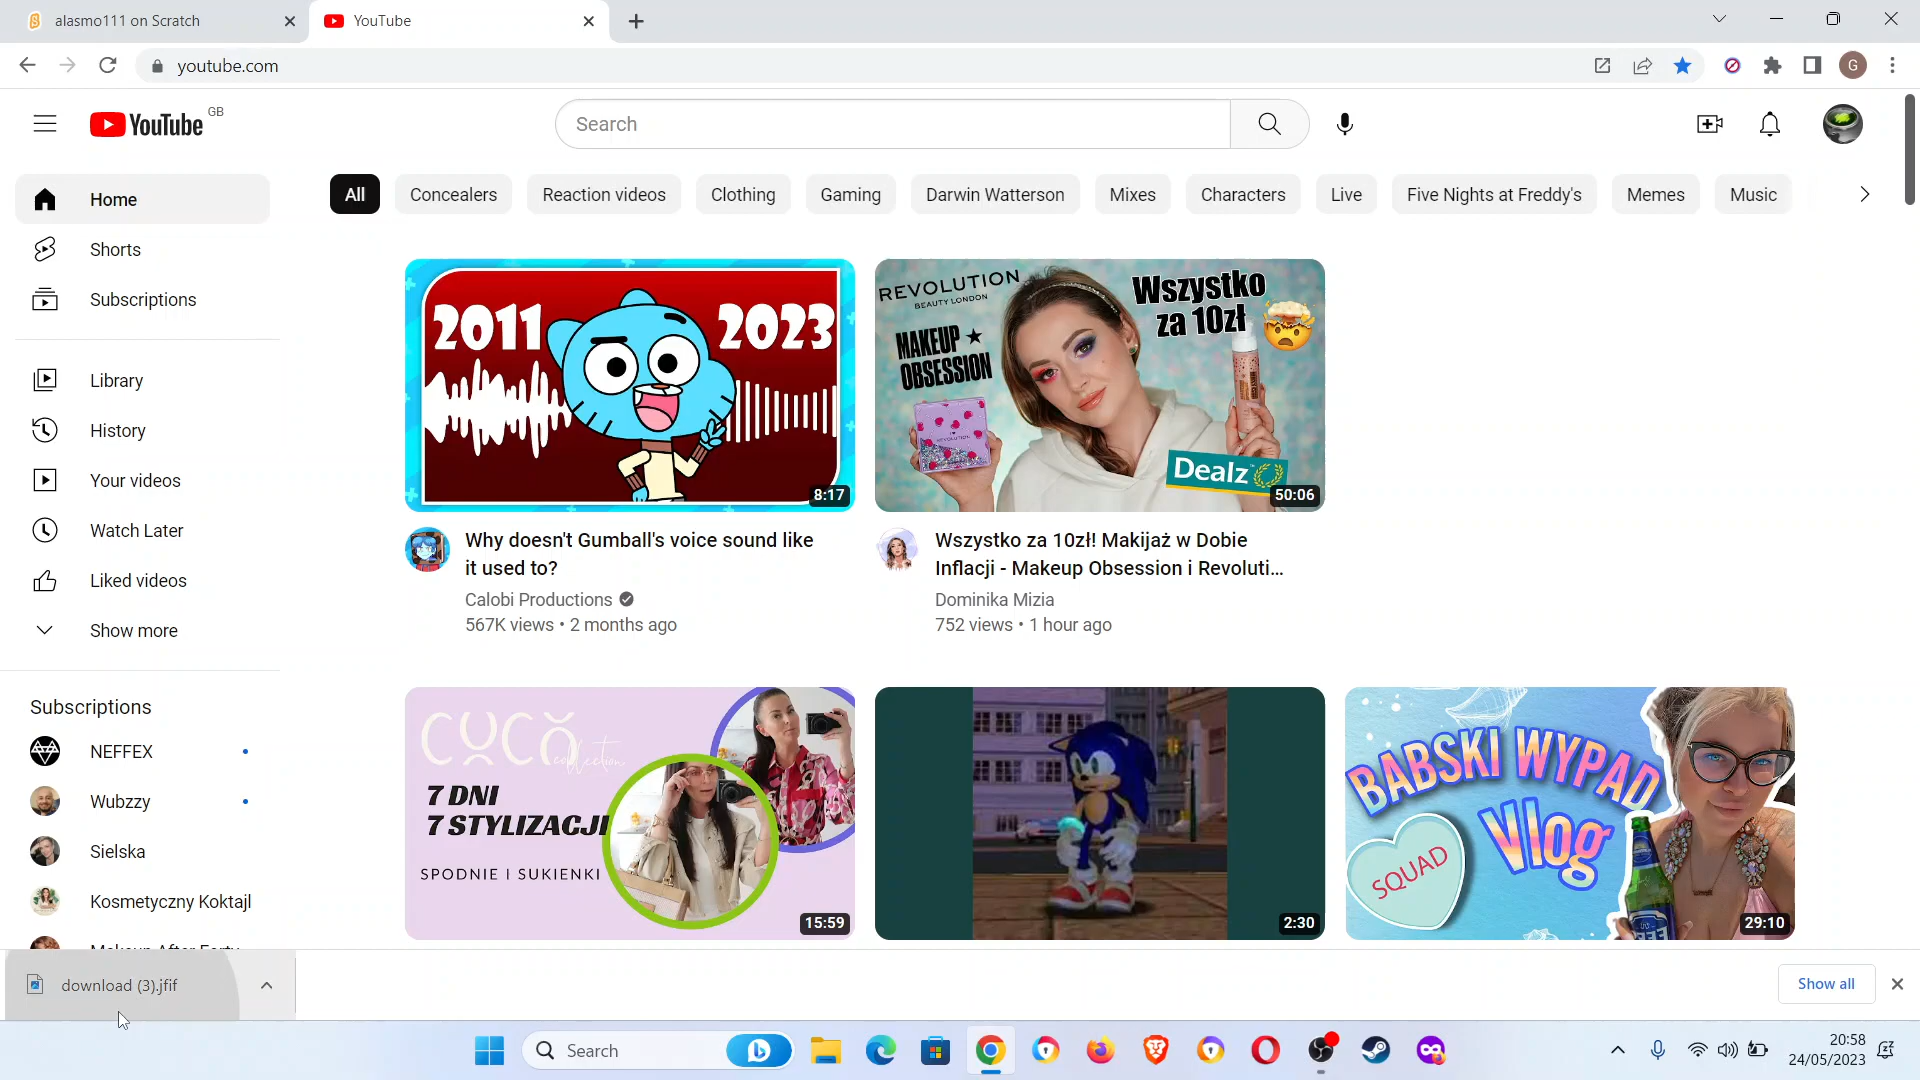 alasmo111 on Scratch
YouTube
youtube.com
G
YouTube GB
Search
Home
All
Concealers
Reaction videos
Clothing
Gaming
Darwin Watterson
Mixes
Characters
Live
Five Nights at Freddy's
Memes
Music
Shorts
Subscriptions
Library
History
Your videos
Watch Later
Liked videos
Show more
Subscriptions
NEFFEX
Wubzzy
Sielska
Kosmetyczny Koktajl
2011
2023
8:17
Why doesn't Gumball's voice sound like
it used to?
Calobi Productions
567K views • 2 months ago
REVOLUTION
BEAUTY LONDON
MAKEUP
OBSESSION
Wszystko
za 10zł
Dealz
50:06
Wszystko za 10zł! Makijaż w Dobie
Inflacji - Makeup Obsession i Revoluti...
Dominika Mizia
752 views • 1 hour ago
CUCO
collection
7 DNI
7 STYLIZACJI
SPODNIE I SUKIENKI
15:59
2:30
BABSKI WYPAD
Vlog
SQUAD
29:10
download (3).jfif
Show all
Search
20:58
24/05/2023